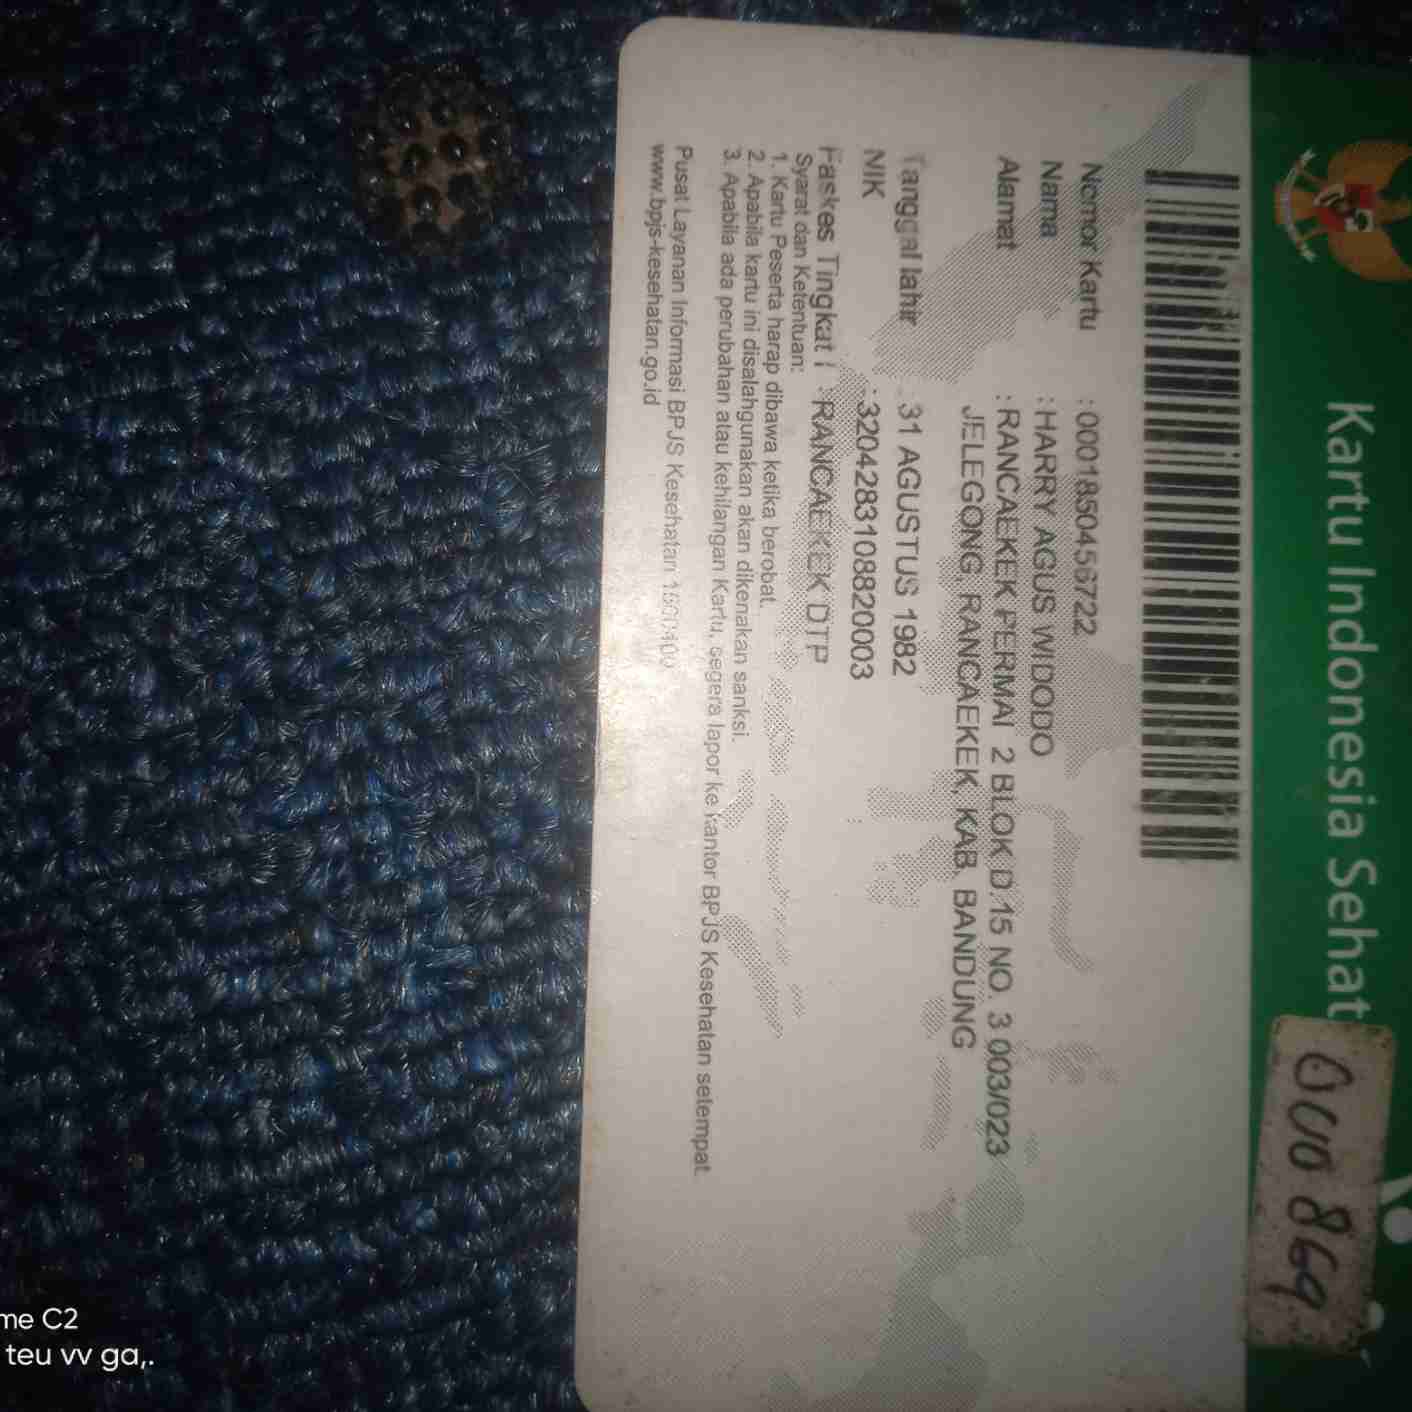 Kartu Indonesia Sehat
000 869
Nomor Kartu : 0001850456722
Nama : HARRY AGUS WIDODO
Alamat : RANCAEKEK PERMAI 2 BLOK D 15 NO. 3 003/023
JELEGONG, RANCAEKEK, KAB. BANDUNG
Tanggal lahir : 31 AGUSTUS 1982
NIK : 3204283108820003
Faskes Tingkat I : RANCAEKEK DTP
Syarat dan Ketentuan:
1. Kartu Peserta harap dibawa ketika berobat.
2. Apabila kartu ini disalahgunakan akan dikenakan sanksi.
3. Apabila ada perubahan atau kehilangan Kartu, segera lapor ke kantor BPJS Kesehatan setempat.
Pusat Layanan Informasi BPJS Kesehatan
www.bpjs-kesehatan.go.id
me C2
teu vv ga,.